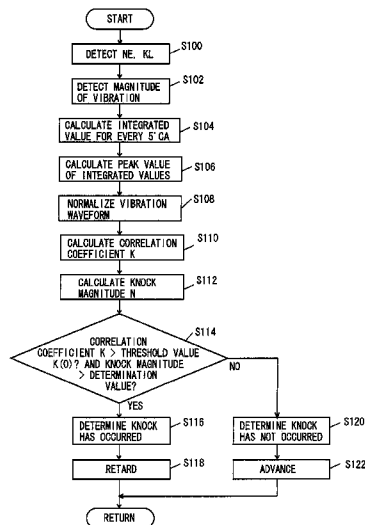 START
DETECT NE, KL
S100
DETECT MAGNITUDE
OF VIBRATION
S102
CALCULATE INTEGRATED
VALUE FOR EVERY 5°CA
S104
CALCULATE PEAK VALUE
OF INTEGRATED VALUES
S106
NORMALIZE VIBRATION
WAVEFORM
S108
CALCULATE CORRELATION
COEFFICIENT K
S110
CALCULATE KNOCK
MAGNITUDE N
S112
CORRELATION
COEFFICIENT K > THRESHOLD VALUE
K(0)? AND KNOCK MAGNITUDE
> DETERMINATION
VALUE?
S114
NO
YES
DETERMINE KNOCK
HAS OCCURRED
S116
DETERMINE KNOCK
HAS NOT OCCURRED
S120
RETARD
S118
ADVANCE
S122
RETURN